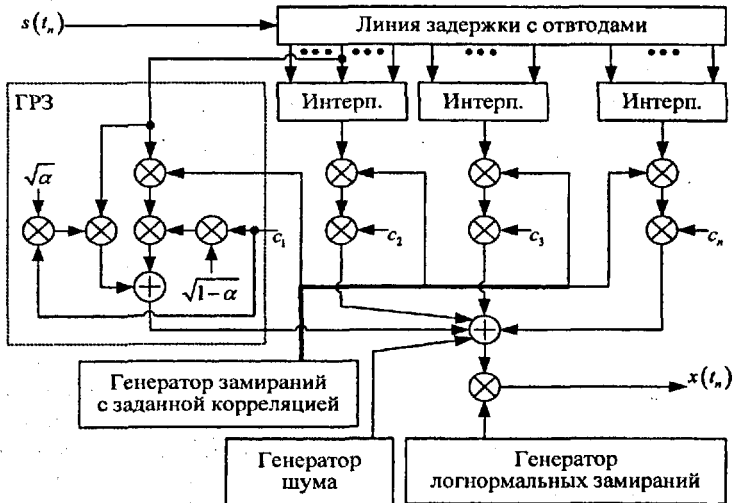 s(tₙ)
Линия задержки с отвтодами
ГРЗ
Интерп.
Интерп.
Интерп.
√α
c₁
c₂
c₃
cₙ
√1−α
Генератор замираний
с заданной корреляцией
x(tₙ)
Генератор
шума
Генератор
логнормальных замираний